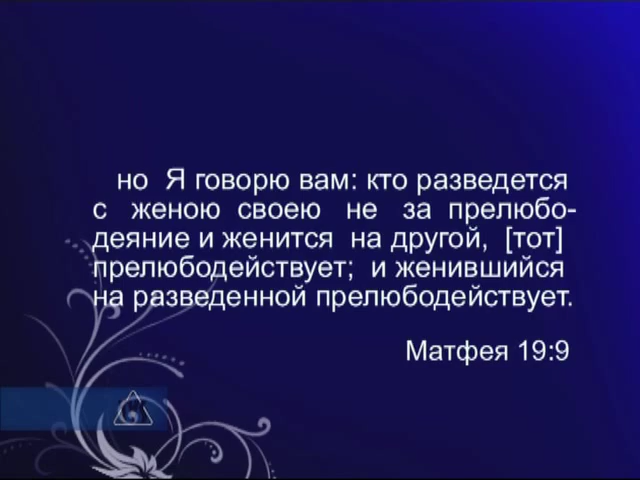 но Я говорю вам: кто разведется
с женою своею не за прелюбо-
деяние и женится на другой, [тот]
прелюбодействует; и женившийся
на разведенной прелюбодействует.
Матфея 19:9